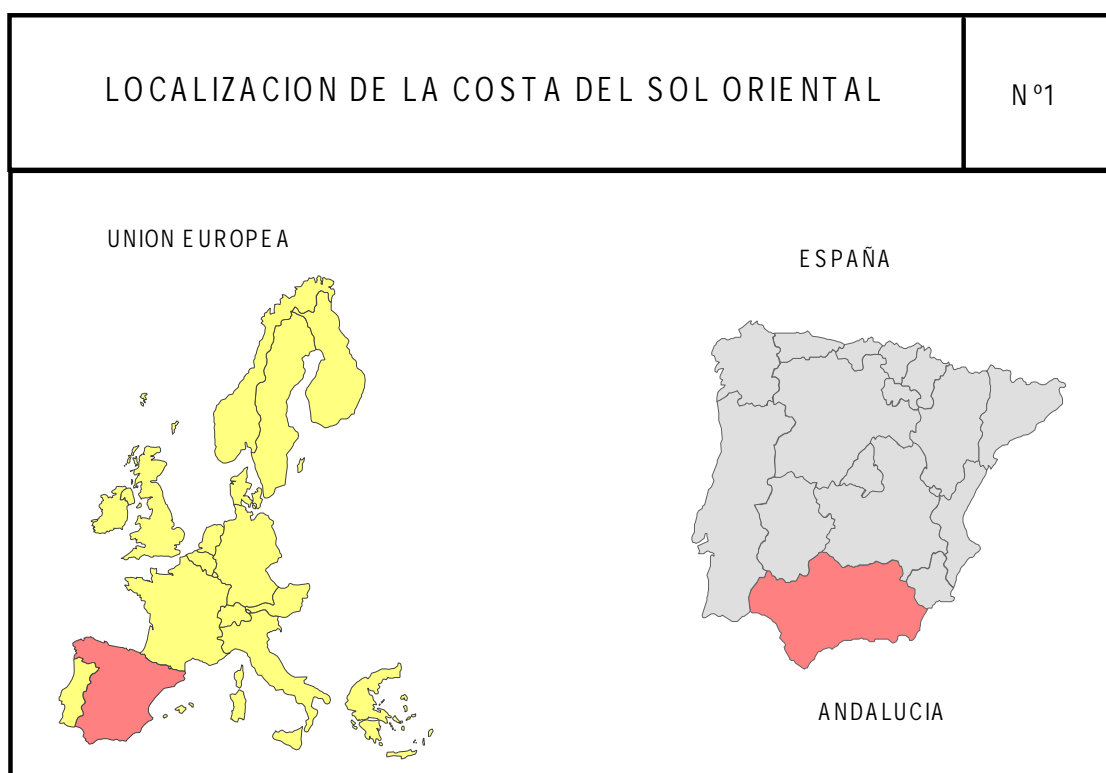 LOCALIZACION DE LA COSTA DEL SOL ORIENTAL
Nº1
UNION EUROPEA
ESPAÑA
ANDALUCIA